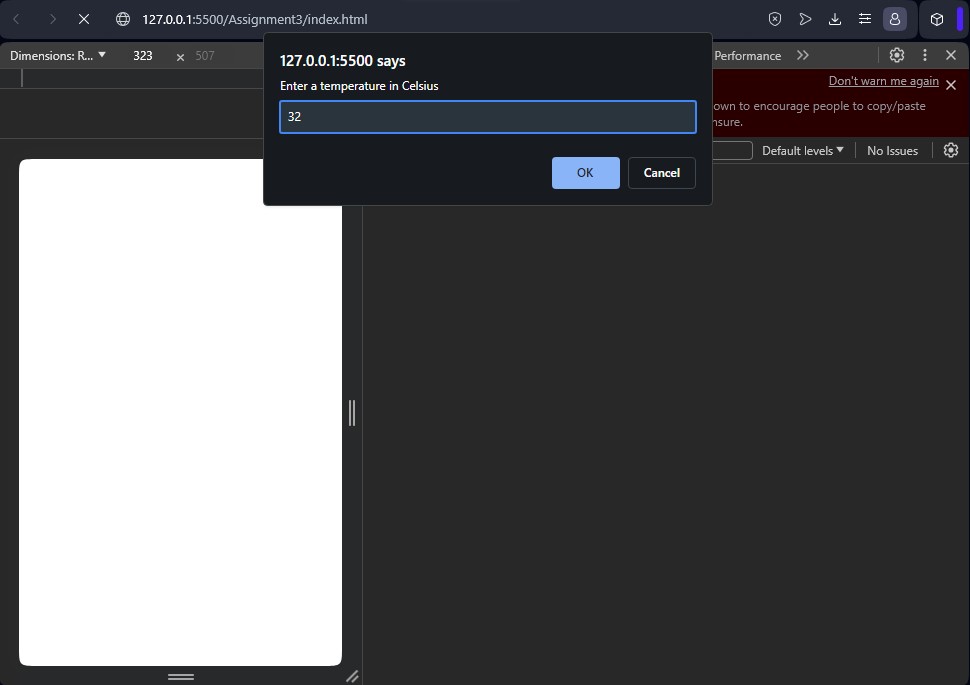 127.0.0.1:5500/Assignment3/index.html
Dimensions: R... 323 × 507
Performance
127.0.0.1:5500 says
Enter a temperature in Celsius
32
OK Cancel
Don't warn me again
own to encourage people to copy/paste
nsure.
Default levels No Issues